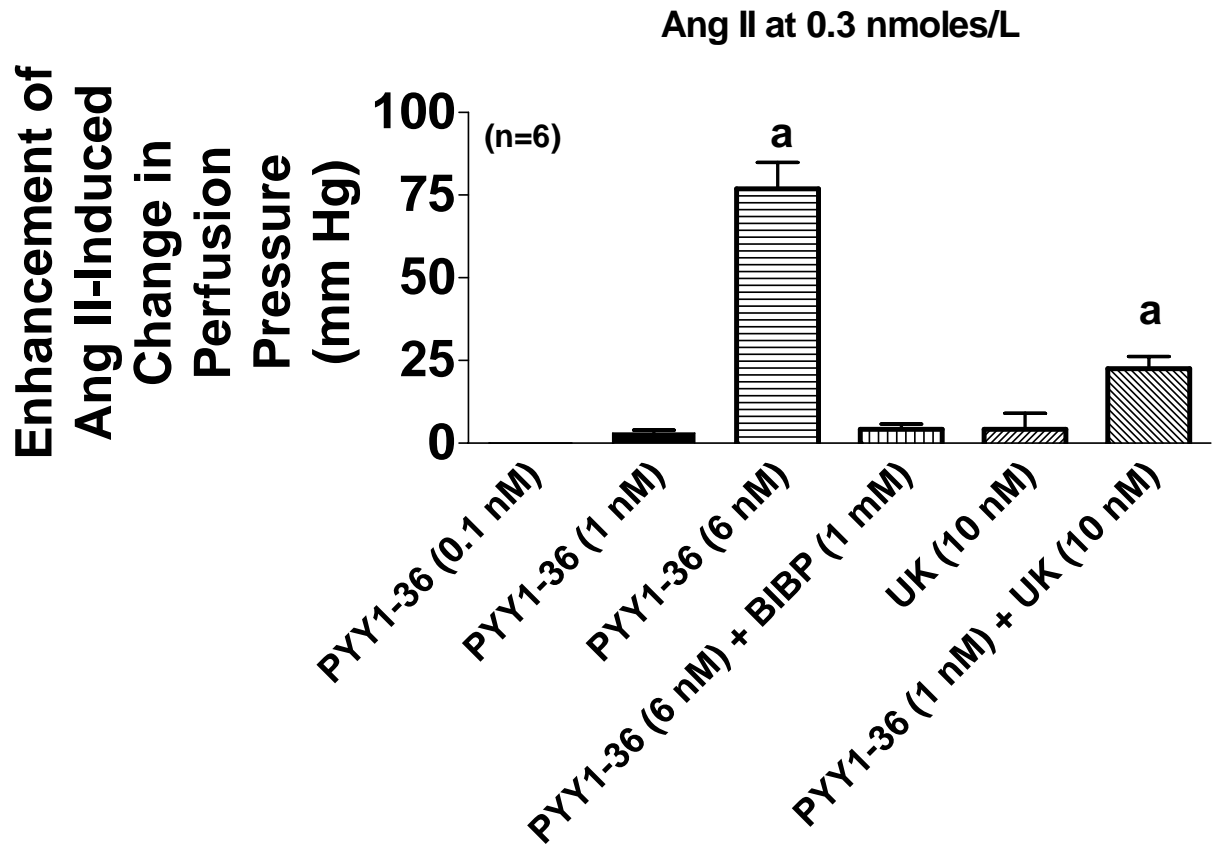 Ang II at 0.3 nmoles/L
Enhancement of
Ang II-Induced
Change in
Perfusion
Pressure
(mm Hg)
100
75
50
25
0
(n=6)
a
a
PYY1-36 (0.1 nM)
PYY1-36 (1 nM)
PYY1-36 (6 nM)
PYY1-36 (6 nM) + BIBP (1 mM)
UK (10 nM)
PYY1-36 (1 nM) + UK (10 nM)